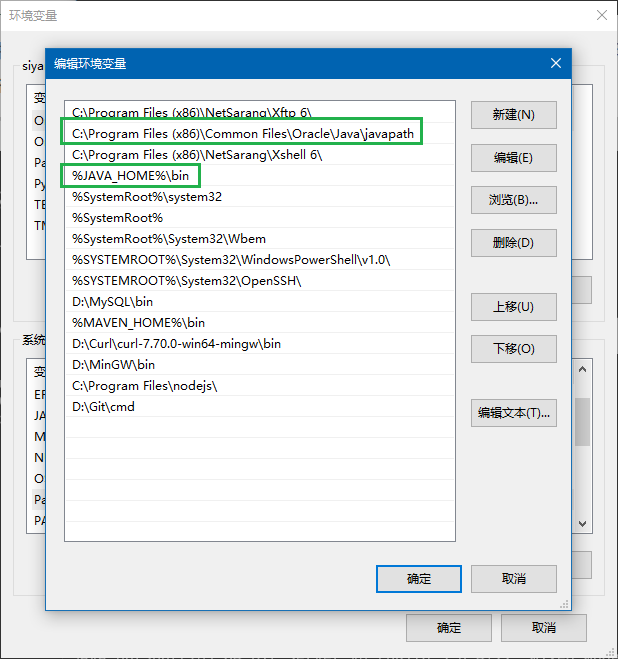 环境变量
siya
编辑环境变量
C:\Program Files (x86)\NetSarang\Xftp 6\
C:\Program Files (x86)\Common Files\Oracle\Java\javapath
C:\Program Files (x86)\NetSarang\Xshell 6\
%JAVA_HOME%\bin
%SystemRoot%\system32
%SystemRoot%
%SystemRoot%\System32\Wbem
%SYSTEMROOT%\System32\WindowsPowerShell\v1.0\
%SYSTEMROOT%\System32\OpenSSH\
D:\MySQL\bin
%MAVEN_HOME%\bin
D:\Curl\curl-7.70.0-win64-mingw\bin
D:\MinGW\bin
C:\Program Files\nodejs\
D:\Git\cmd
新建(N)
编辑(E)
浏览(B)...
删除(D)
上移(U)
下移(O)
编辑文本(T)...
确定
取消
变
O
O
Pa
Py
TE
TM
系统
变
EF
JA
M
N
O
Pa
PA
确定
取消